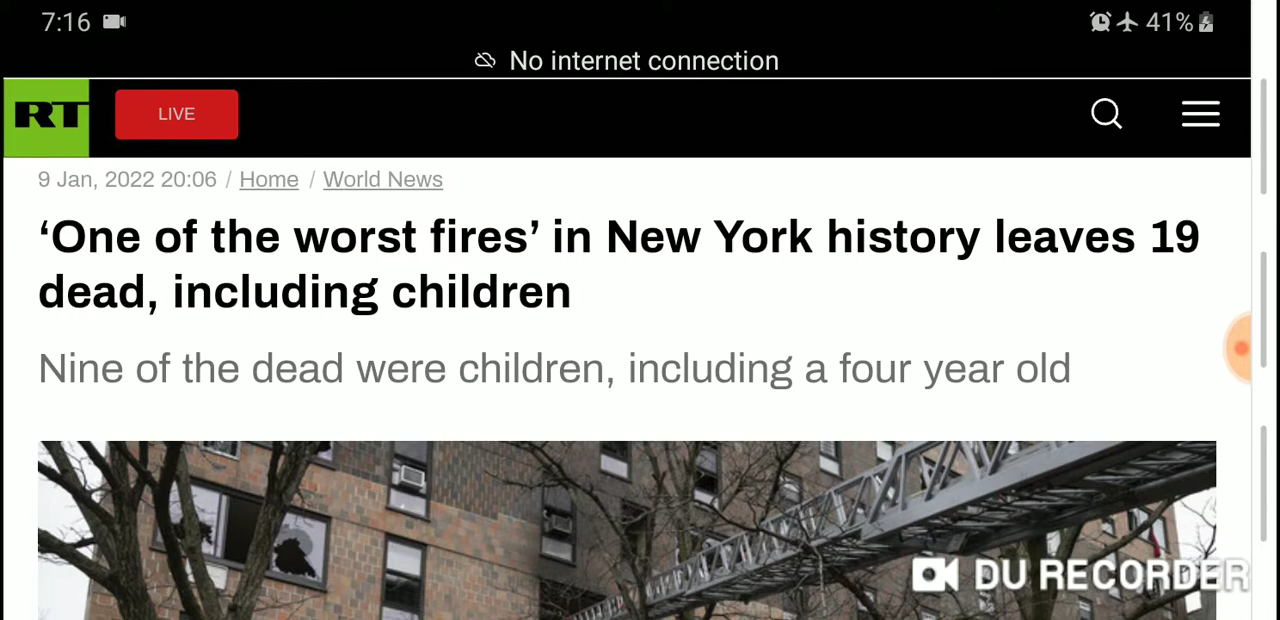 7:16 41%
No internet connection
RT LIVE
9 Jan, 2022 20:06 / Home / World News
‘One of the worst fires’ in New York history leaves 19
dead, including children
Nine of the dead were children, including a four year old
DU RECORDER